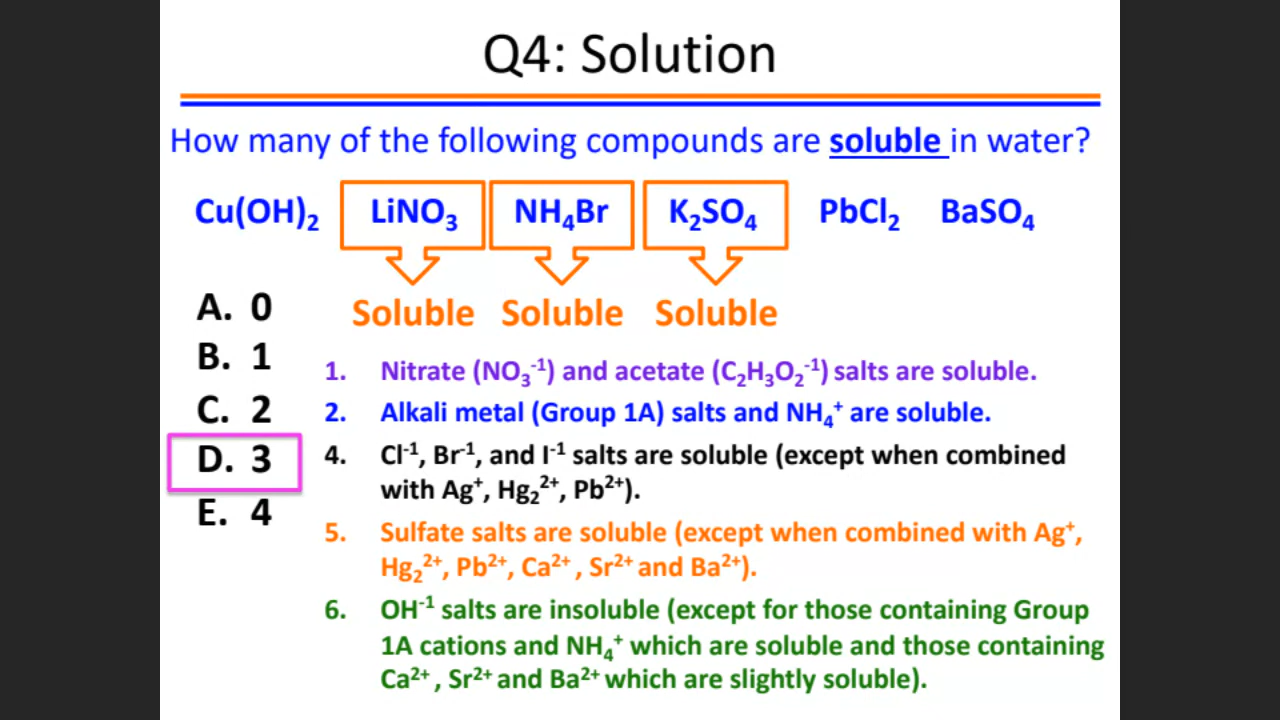 Q4: Solution
How many of the following compounds are soluble in water?
Cu(OH)₂ LiNO₃ NH₄Br K₂SO₄ PbCl₂ BaSO₄
Soluble Soluble Soluble
A. 0
B. 1
C. 2
D. 3
E. 4
1. Nitrate (NO₃⁻¹) and acetate (C₂H₃O₂⁻¹) salts are soluble.
2. Alkali metal (Group 1A) salts and NH₄⁺ are soluble.
4. Cl⁻¹, Br⁻¹, and I⁻¹ salts are soluble (except when combined
with Ag⁺, Hg₂²⁺, Pb²⁺).
5. Sulfate salts are soluble (except when combined with Ag⁺,
Hg₂²⁺, Pb²⁺, Ca²⁺ , Sr²⁺ and Ba²⁺).
6. OH⁻¹ salts are insoluble (except for those containing Group
1A cations and NH₄⁺ which are soluble and those containing
Ca²⁺ , Sr²⁺ and Ba²⁺ which are slightly soluble).